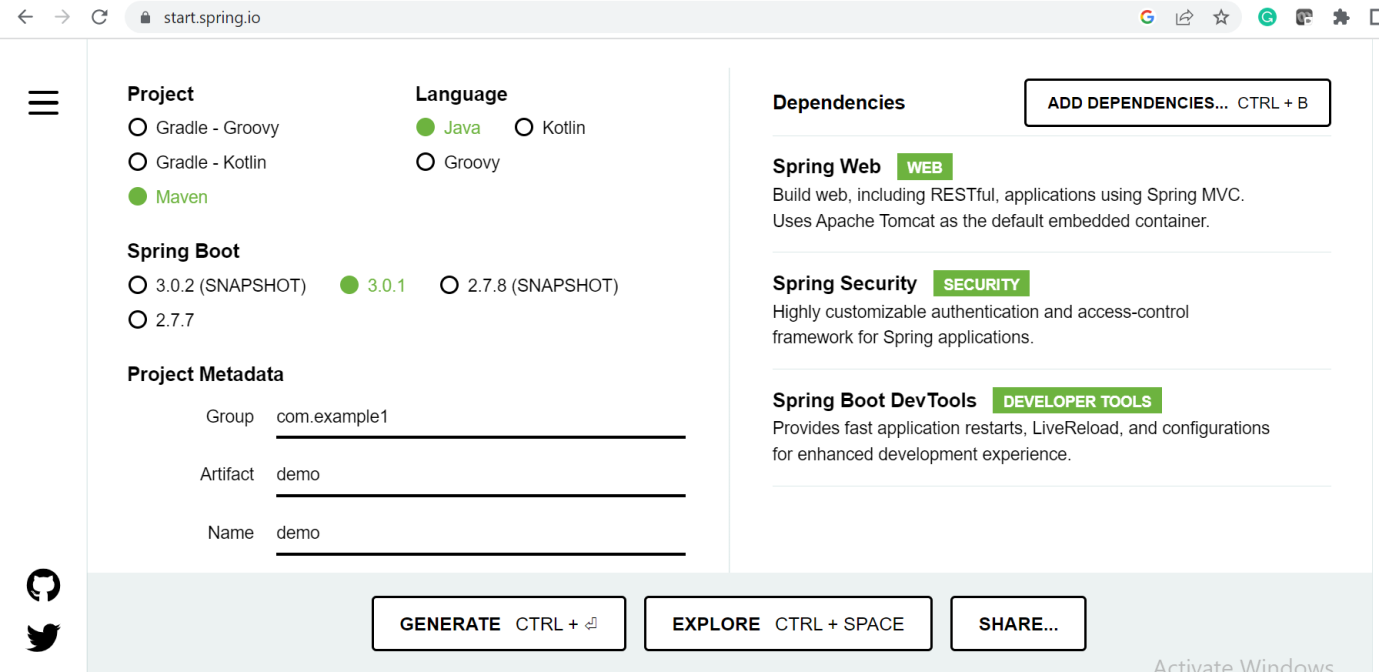 start.spring.io
Project
Gradle - Groovy
Gradle - Kotlin
Maven
Language
Java Kotlin
Groovy
Spring Boot
3.0.2 (SNAPSHOT) 3.0.1 2.7.8 (SNAPSHOT)
2.7.7
Project Metadata
Group com.example1
Artifact demo
Name demo
Dependencies
ADD DEPENDENCIES... CTRL + B
Spring Web WEB
Build web, including RESTful, applications using Spring MVC.
Uses Apache Tomcat as the default embedded container.
Spring Security SECURITY
Highly customizable authentication and access-control
framework for Spring applications.
Spring Boot DevTools DEVELOPER TOOLS
Provides fast application restarts, LiveReload, and configurations
for enhanced development experience.
GENERATE CTRL + ⏎
EXPLORE CTRL + SPACE
SHARE...
Activate Windows